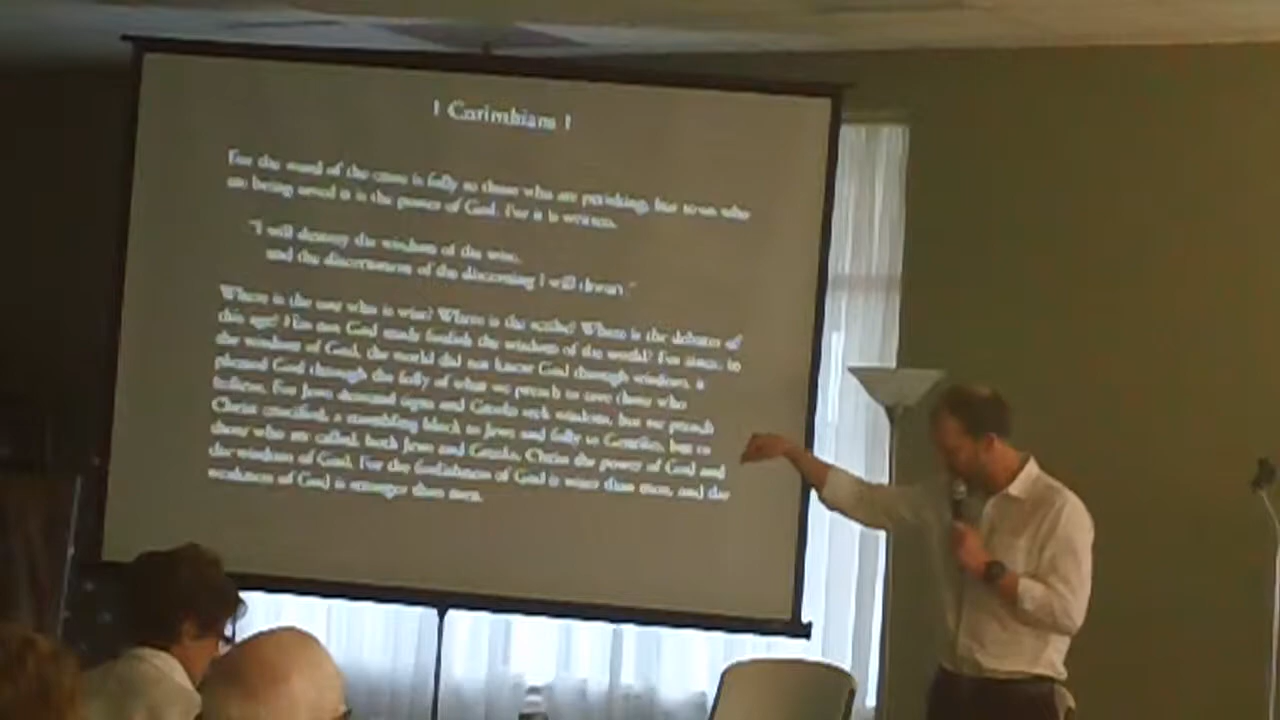 1 Corinthians 1
For the word of the cross is folly to those who are perishing, but to us who
are being saved it is the power of God. For it is written,
"I will destroy the wisdom of the wise,
and the discernment of the discerning I will thwart."
Where is the one who is wise? Where is the scribe? Where is the debater of
this age? Has not God made foolish the wisdom of the world? For since, in
the wisdom of God, the world did not know God through wisdom, it
pleased God through the folly of what we preach to save those who
believe. For Jews demand signs and Greeks seek wisdom, but we preach
Christ crucified, a stumbling block to Jews and folly to Gentiles, but to
those who are called, both Jews and Greeks, Christ the power of God and
the wisdom of God. For the foolishness of God is wiser than men, and the
weakness of God is stronger than men.